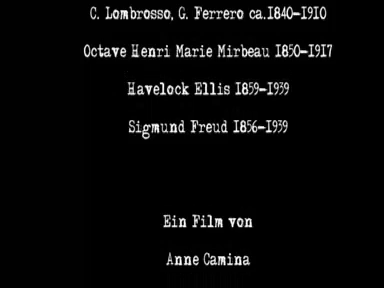 C. Lombrosso, G. Ferrero ca.1840-1910
Octave Henri Marie Mirbeau 1850-1917
Havelock Ellis 1859-1939
Sigmund Freud 1856-1939
Ein Film von
Anne Camina